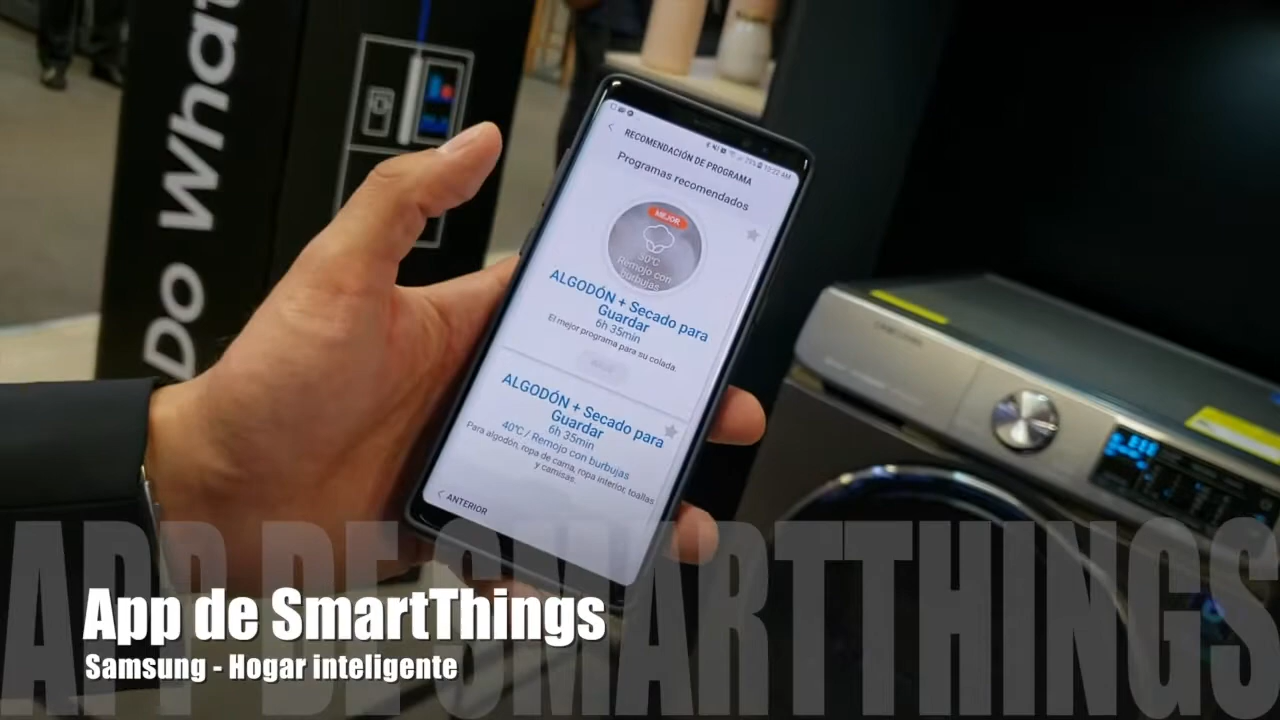 Do What
RECOMENDACIÓN DE PROGRAMA
Programas recomendados
MEJOR
30°C
Remojo con
burbujas
ALGODÓN + Secado para
Guardar
6h 35min
El mejor programa para su colada.
ALGODÓN + Secado para
Guardar
6h 35min
40°C / Remojo con burbujas
Para algodón, ropa de cama, ropa interior, toallas
y camisas.
ANTERIOR
SAMSUNG
APP DE SMARTTHINGS
App de SmartThings
Samsung - Hogar inteligente